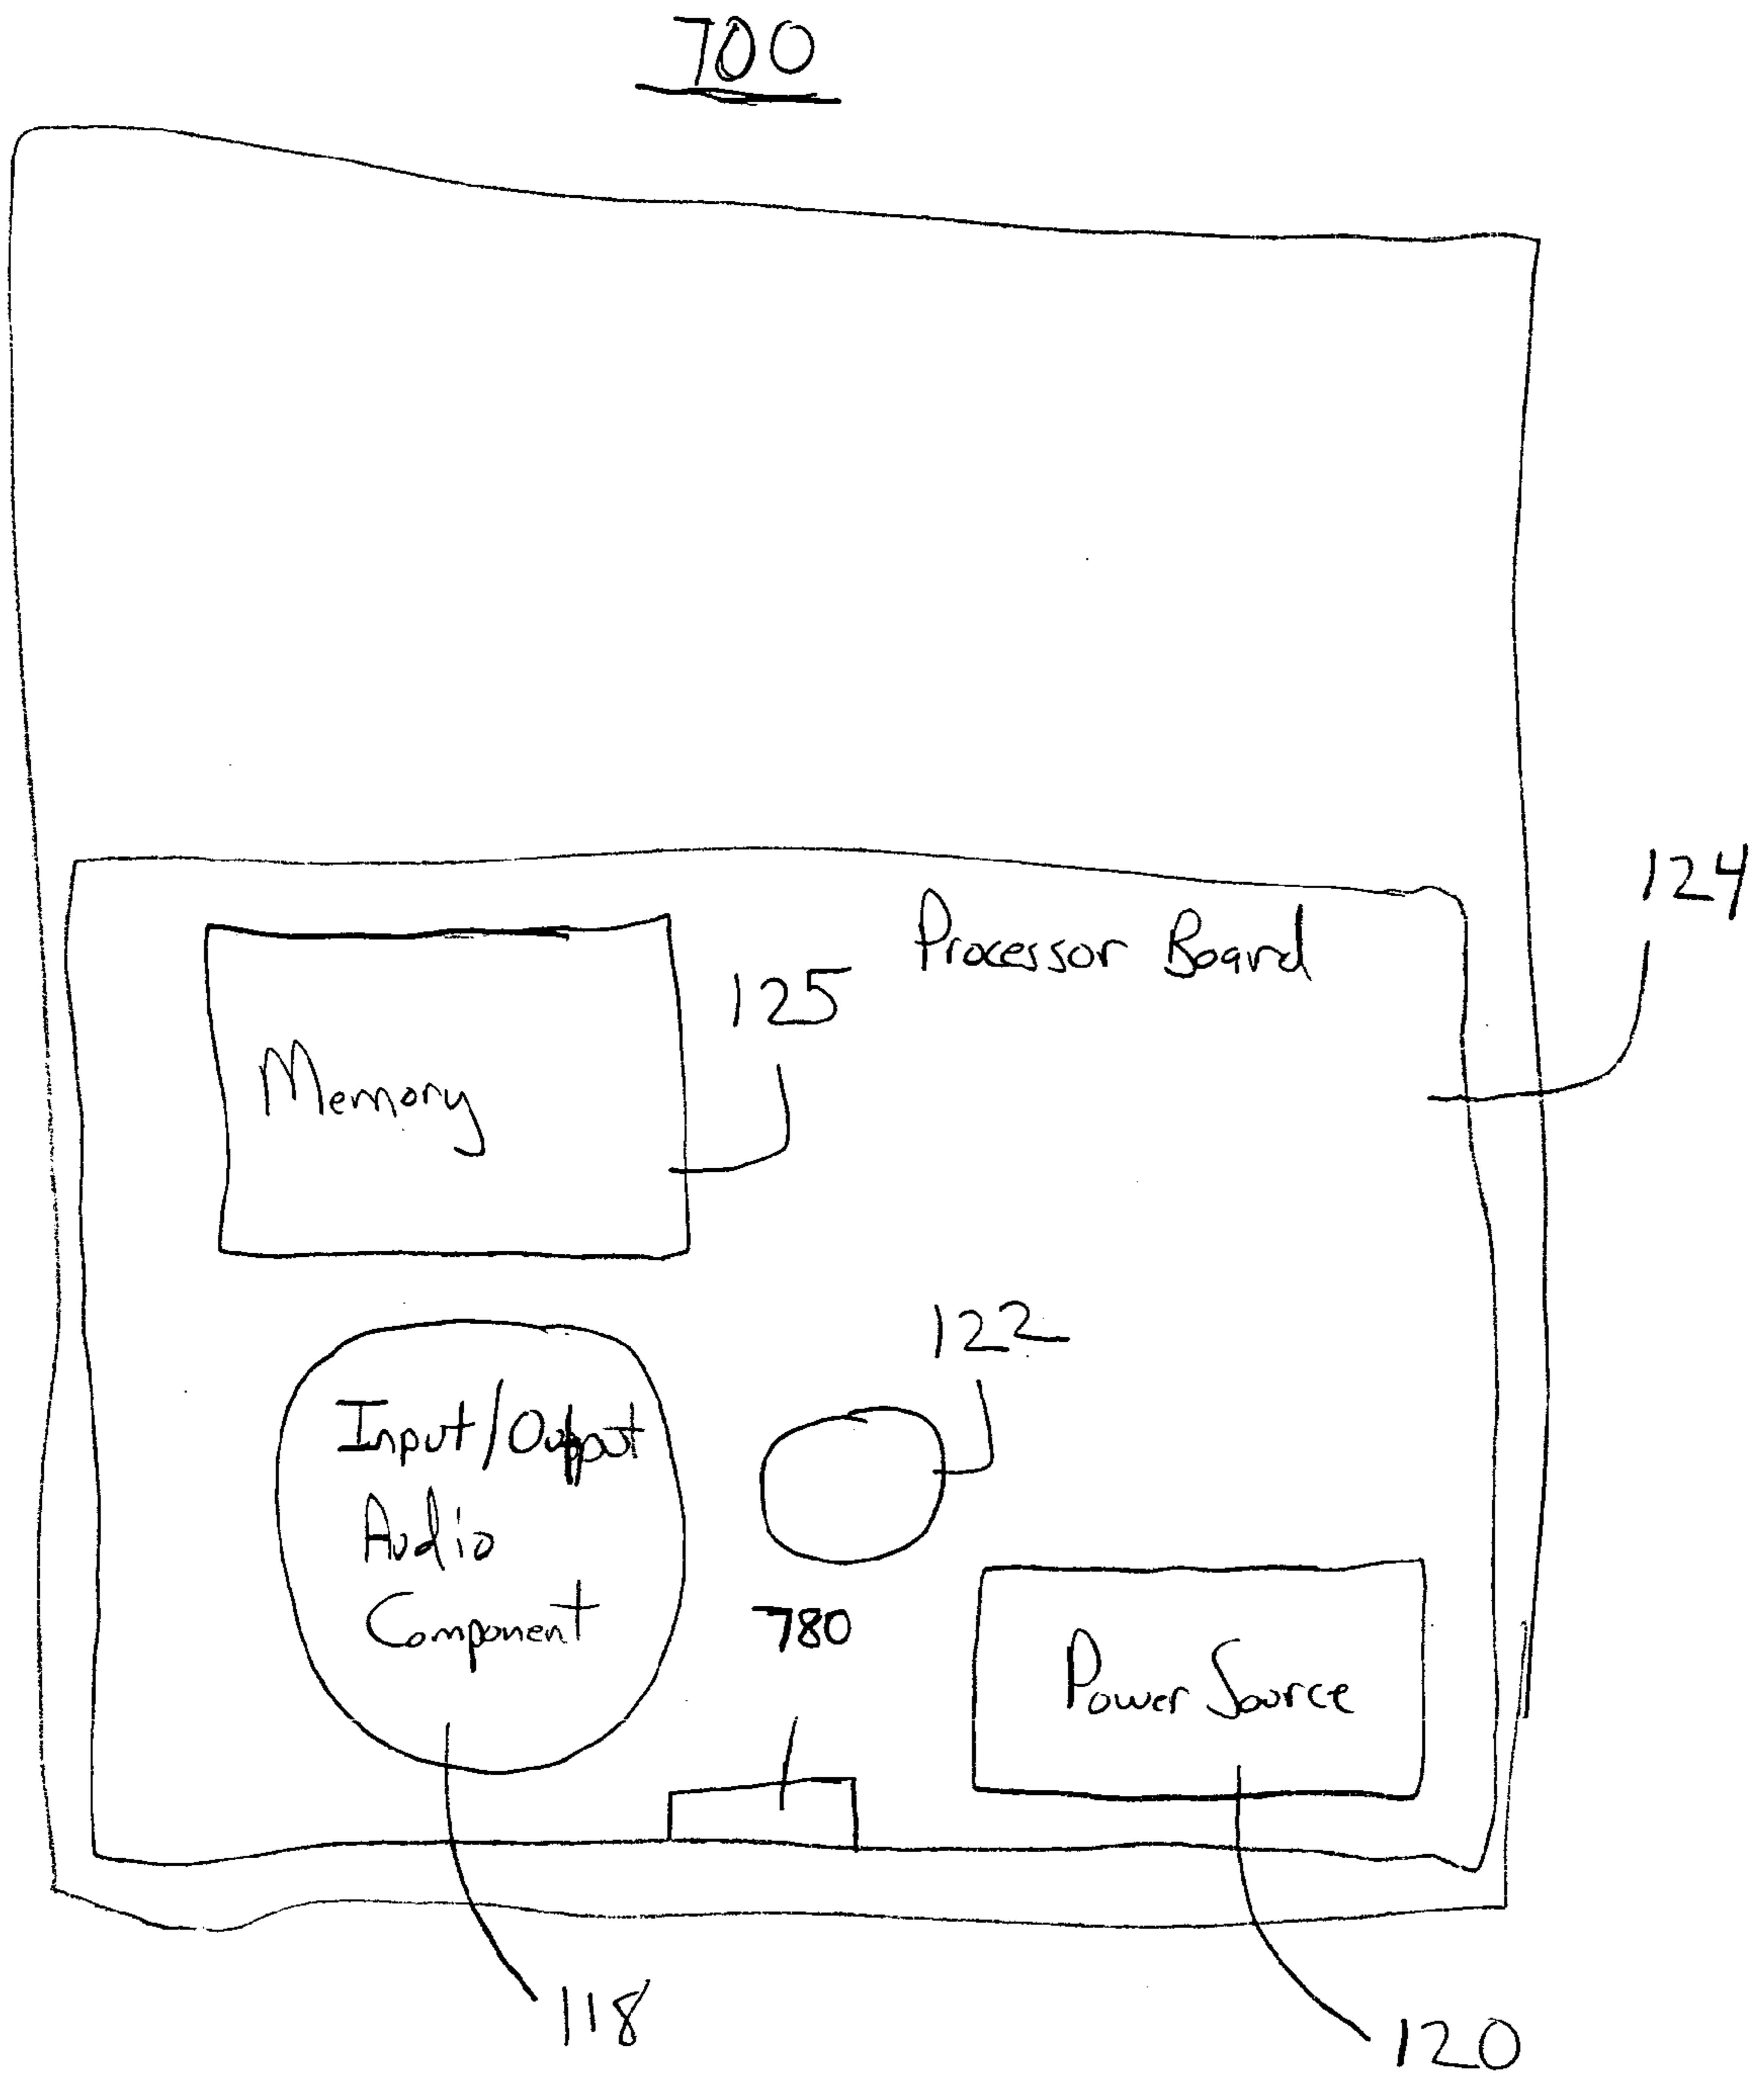 700
124
Processor Board
125
Memory
122
Input/Output
Audio
Component
780
Power Source
118
120